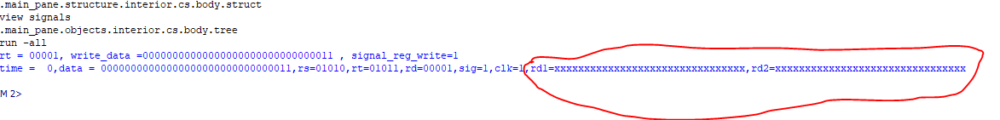 .main_pane.structure.interior.cs.body.struct
view signals
.main_pane.objects.interior.cs.body.tree
run -all
rt = 00001, write_data =00000000000000000000000000000011 , signal_reg_write=1
time =  0,data = 00000000000000000000000000000011,rs=01010,rt=01011,rd=00001,sig=1,clk=1,rd1=xxxxxxxxxxxxxxxxxxxxxxxxxxxxxxxx,rd2=xxxxxxxxxxxxxxxxxxxxxxxxxxxxxxxx
M 2>